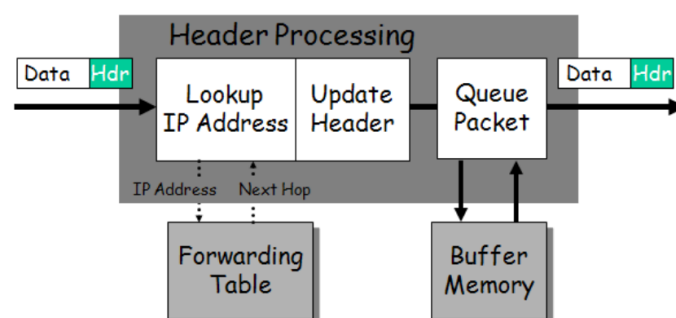 Header Processing
Data Hdr
Lookup
IP Address
Update
Header
Queue
Packet
Data Hdr
IP Address
Next Hop
Forwarding
Table
Buffer
Memory